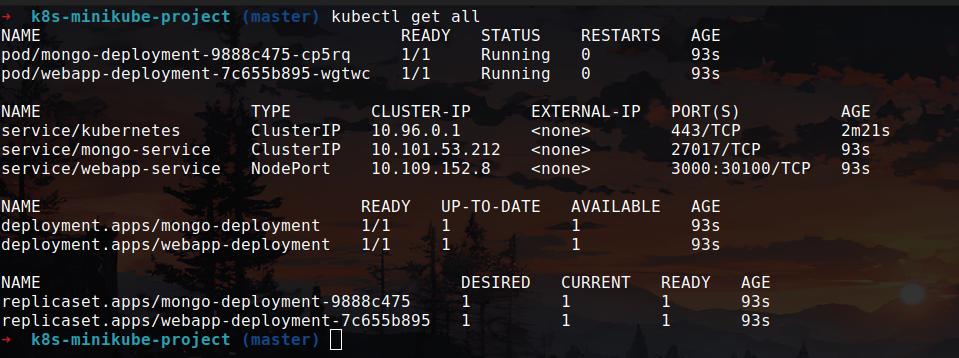 ➜  k8s-minikube-project (master) kubectl get all
NAME                                    READY   STATUS    RESTARTS   AGE
pod/mongo-deployment-9888c475-cp5rq     1/1     Running   0          93s
pod/webapp-deployment-7c655b895-wgtwc   1/1     Running   0          93s

NAME                     TYPE        CLUSTER-IP      EXTERNAL-IP   PORT(S)          AGE
service/kubernetes       ClusterIP   10.96.0.1       <none>        443/TCP          2m21s
service/mongo-service    ClusterIP   10.101.53.212   <none>        27017/TCP        93s
service/webapp-service   NodePort    10.109.152.8    <none>        3000:30100/TCP   93s

NAME                                READY   UP-TO-DATE   AVAILABLE   AGE
deployment.apps/mongo-deployment    1/1     1            1           93s
deployment.apps/webapp-deployment   1/1     1            1           93s

NAME                                          DESIRED   CURRENT   READY   AGE
replicaset.apps/mongo-deployment-9888c475     1         1         1       93s
replicaset.apps/webapp-deployment-7c655b895   1         1         1       93s
➜  k8s-minikube-project (master)